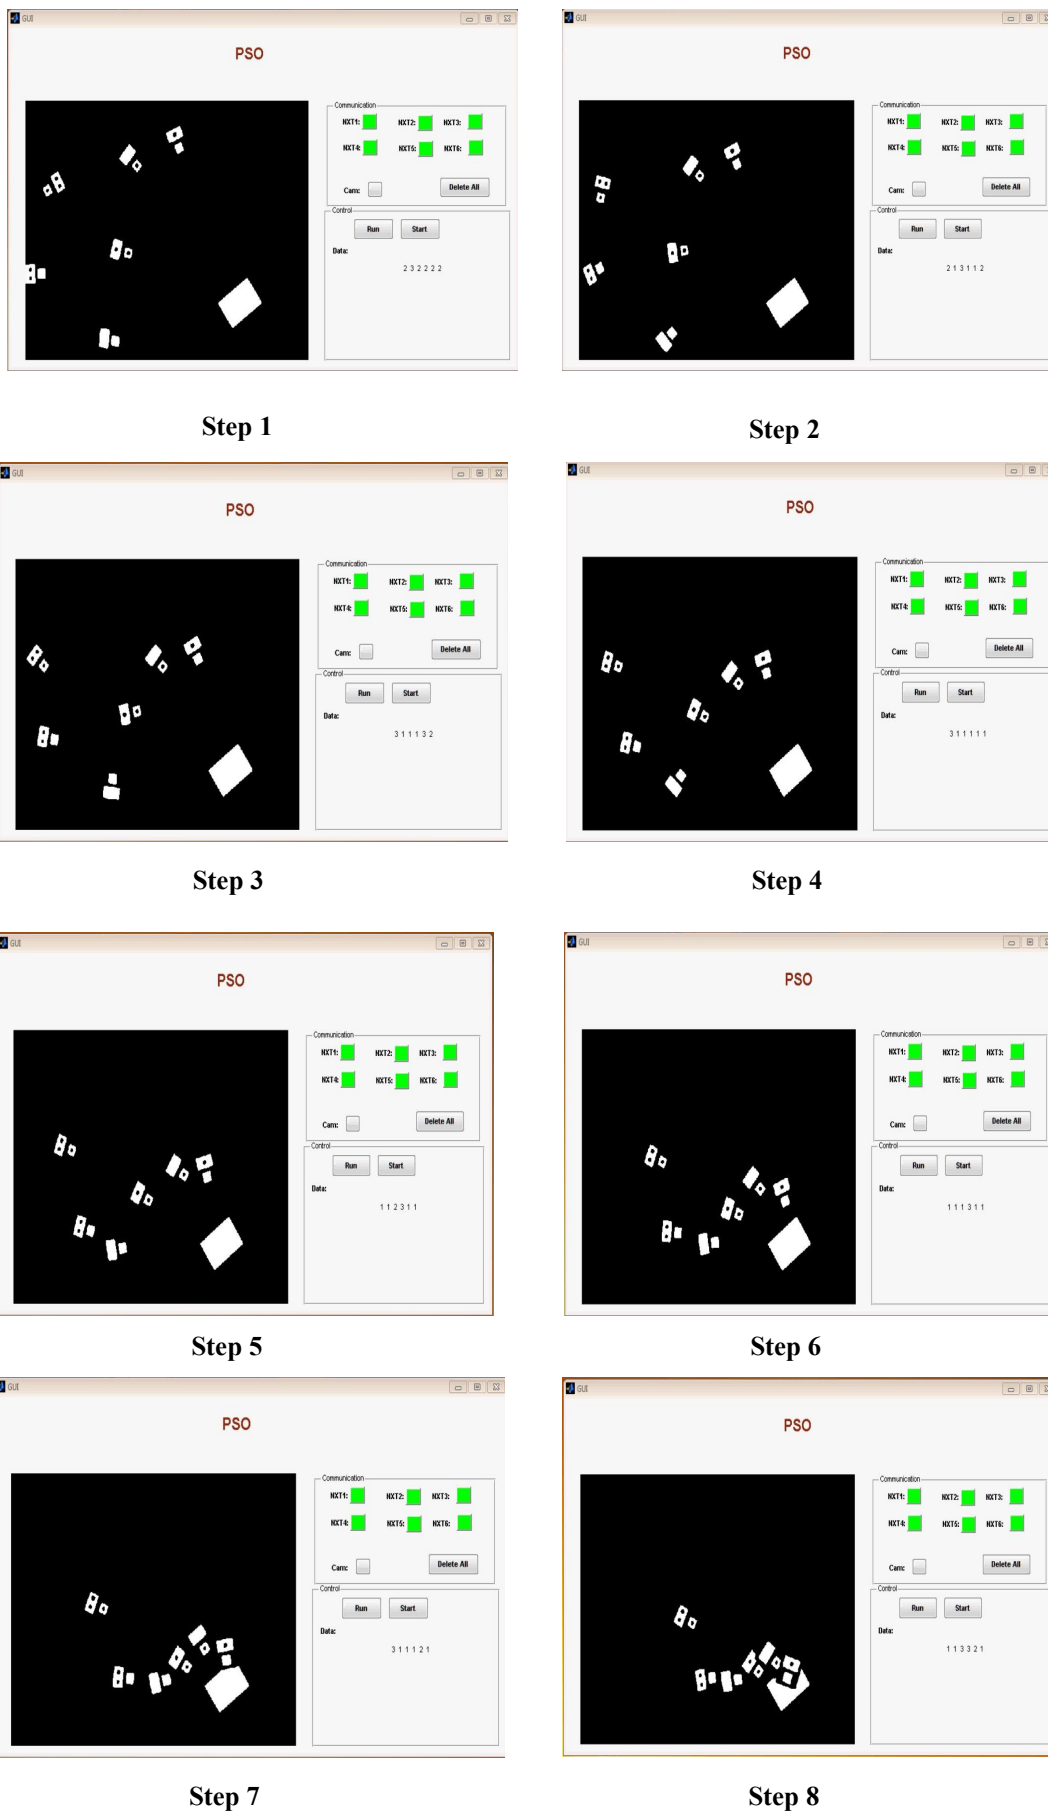 GUI
PSO
Communication
NXT1: NXT2: NXT3:
NXT4: NXT5: NXT6:
Cam: Delete All
Control
Run Start
Data:
2 3 2 2 2 2
Step 1
GUI
PSO
Communication
NXT1: NXT2: NXT3:
NXT4: NXT5: NXT6:
Cam: Delete All
Control
Run Start
Data:
2 1 3 1 1 2
Step 2
GUI
PSO
Communication
NXT1: NXT2: NXT3:
NXT4: NXT5: NXT6:
Cam: Delete All
Control
Run Start
Data:
3 1 1 1 3 2
Step 3
GUI
PSO
Communication
NXT1: NXT2: NXT3:
NXT4: NXT5: NXT6:
Cam: Delete All
Control
Run Start
Data:
3 1 1 1 1 1
Step 4
GUI
PSO
Communication
NXT1: NXT2: NXT3:
NXT4: NXT5: NXT6:
Cam: Delete All
Control
Run Start
Data:
1 1 2 3 1 1
Step 5
GUI
PSO
Communication
NXT1: NXT2: NXT3:
NXT4: NXT5: NXT6:
Cam: Delete All
Control
Run Start
Data:
1 1 1 3 1 1
Step 6
GUI
PSO
Communication
NXT1: NXT2: NXT3:
NXT4: NXT5: NXT6:
Cam: Delete All
Control
Run Start
Data:
3 1 1 1 2 1
Step 7
GUI
PSO
Communication
NXT1: NXT2: NXT3:
NXT4: NXT5: NXT6:
Cam: Delete All
Control
Run Start
Data:
1 1 3 3 2 1
Step 8